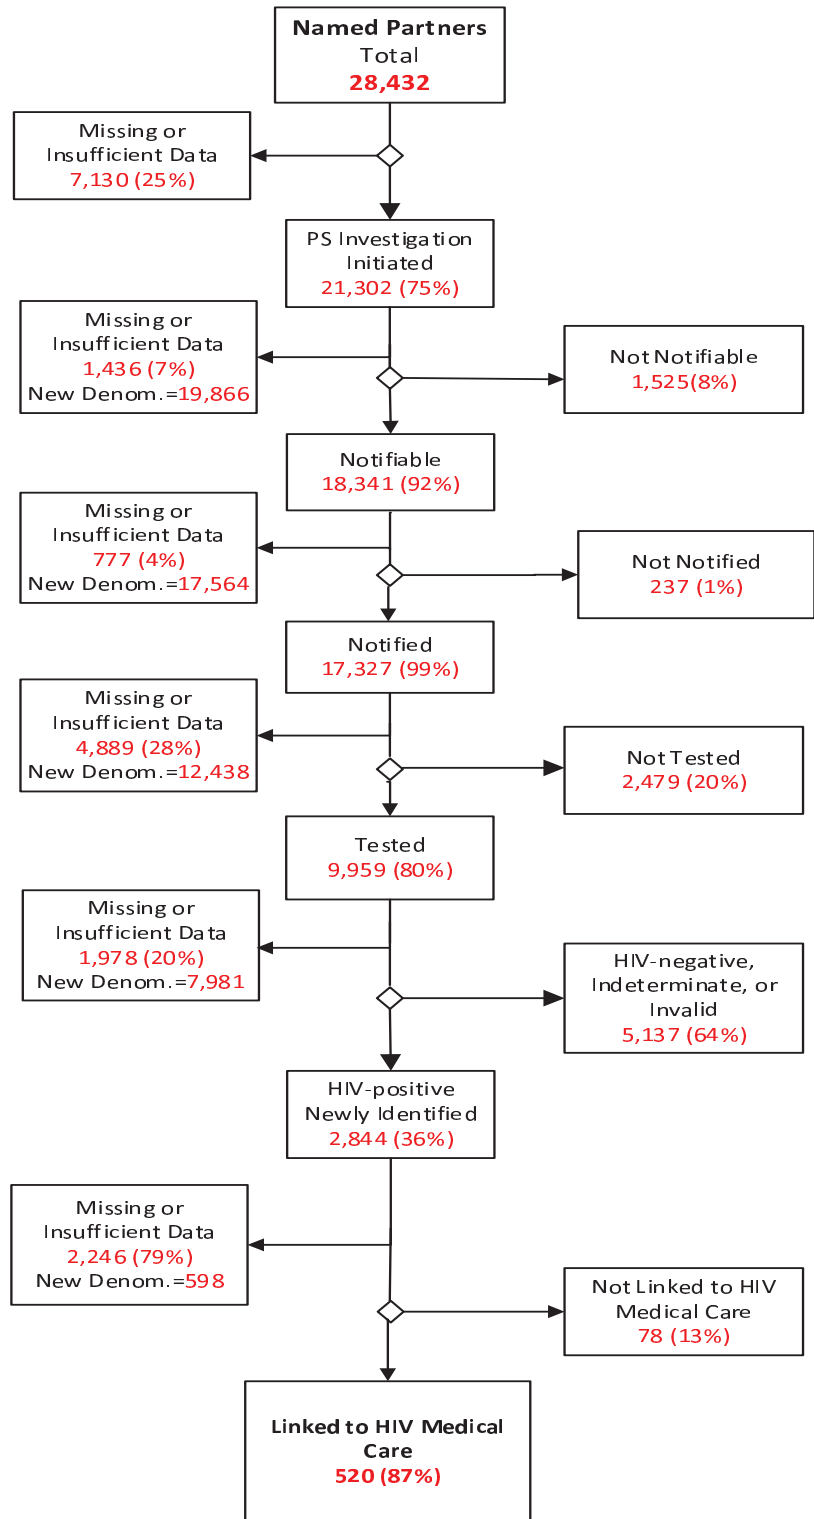 Named Partners
Total
28,432
Missing or
Insufficient Data
7,130 (25%)
PS Investigation
Initiated
21,302 (75%)
Missing or
Insufficient Data
1,436 (7%)
New Denom.=19,866
Not Notifiable
1,525(8%)
Notifiable
18,341 (92%)
Missing or
Insufficient Data
777 (4%)
New Denom.=17,564
Not Notified
237 (1%)
Notified
17,327 (99%)
Missing or
Insufficient Data
4,889 (28%)
New Denom.=12,438
Not Tested
2,479 (20%)
Tested
9,959 (80%)
Missing or
Insufficient Data
1,978 (20%)
New Denom.=7,981
HIV-negative,
Indeterminate, or
Invalid
5,137 (64%)
HIV-positive
Newly Identified
2,844 (36%)
Missing or
Insufficient Data
2,246 (79%)
New Denom.=598
Not Linked to HIV
Medical Care
78 (13%)
Linked to HIV Medical
Care
520 (87%)